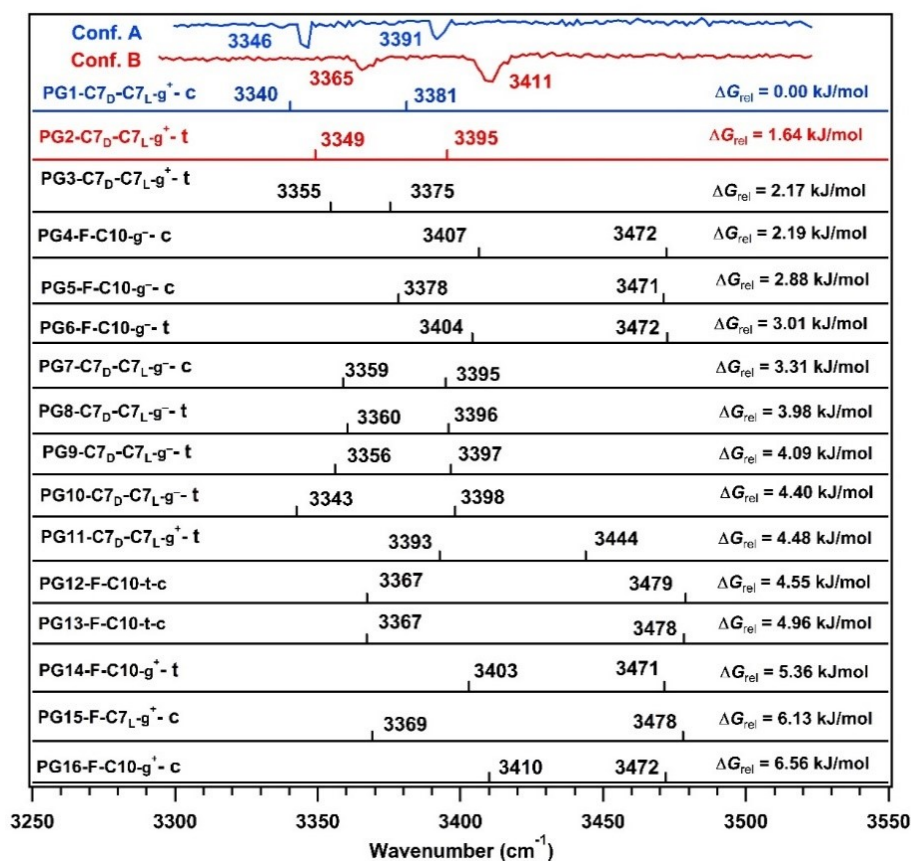 Conf. A 3346 3391
Conf. B 3365 3411
PG1-C7D-C7L-g⁺- c 3340 3381 ΔGrel = 0.00 kJ/mol
PG2-C7D-C7L-g⁺- t 3349 3395 ΔGrel = 1.64 kJ/mol
PG3-C7D-C7L-g⁺- t 3355 3375 ΔGrel = 2.17 kJ/mol
PG4-F-C10-g⁻- c 3407 3472 ΔGrel = 2.19 kJ/mol
PG5-F-C10-g⁻- c 3378 3471 ΔGrel = 2.88 kJ/mol
PG6-F-C10-g⁻- t 3404 3472 ΔGrel = 3.01 kJ/mol
PG7-C7D-C7L-g⁻- c 3359 3395 ΔGrel = 3.31 kJ/mol
PG8-C7D-C7L-g⁻- t 3360 3396 ΔGrel = 3.98 kJ/mol
PG9-C7D-C7L-g⁻- t 3356 3397 ΔGrel = 4.09 kJ/mol
PG10-C7D-C7L-g⁻- t 3343 3398 ΔGrel = 4.40 kJ/mol
PG11-C7D-C7L-g⁺- t 3393 3444 ΔGrel = 4.48 kJ/mol
PG12-F-C10-t-c 3367 3479 ΔGrel = 4.55 kJ/mol
PG13-F-C10-t-c 3367 3478 ΔGrel = 4.96 kJ/mol
PG14-F-C10-g⁺- t 3403 3471 ΔGrel = 5.36 kJmol
PG15-F-C7L-g⁺- c 3369 3478 ΔGrel = 6.13 kJ/mol
PG16-F-C10-g⁺- c 3410 3472 ΔGrel = 6.56 kJ/mol
3250 3300 3350 3400 3450 3500 3550
Wavenumber (cm⁻¹)